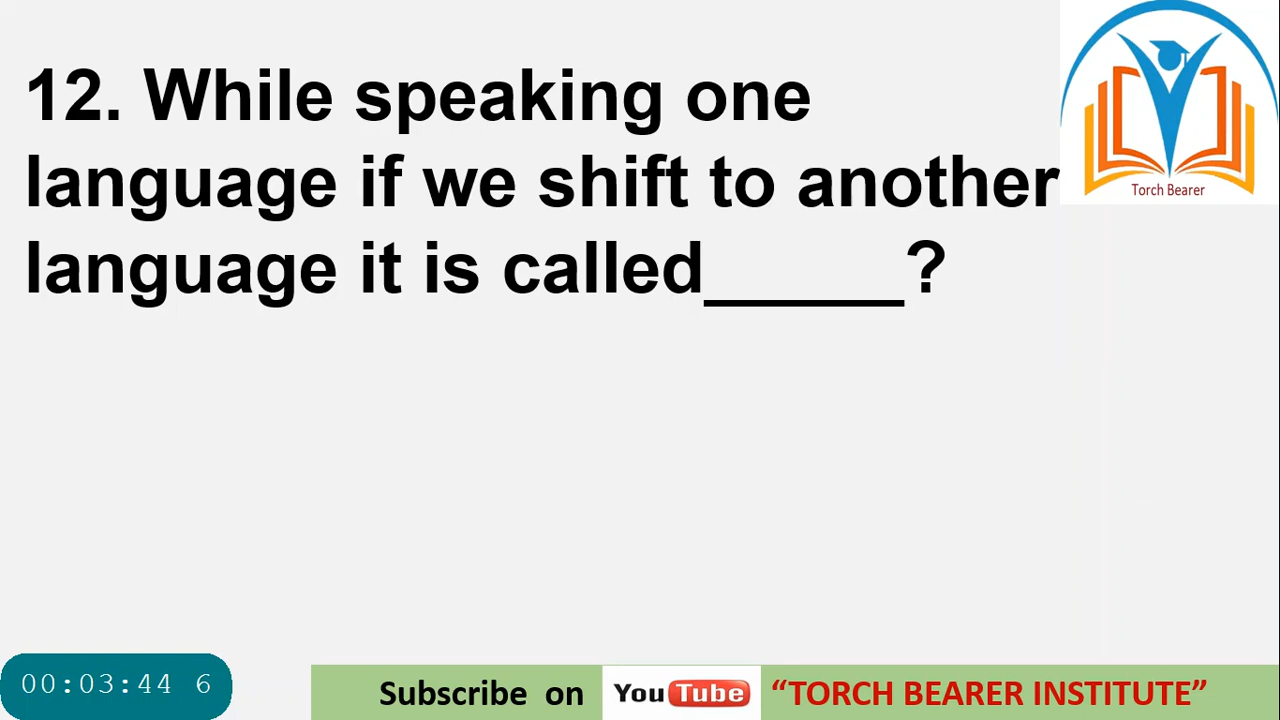 12. While speaking one
language if we shift to another
language it is called_____?
Torch Bearer
00:03:44 6
Subscribe on YouTube “TORCH BEARER INSTITUTE”